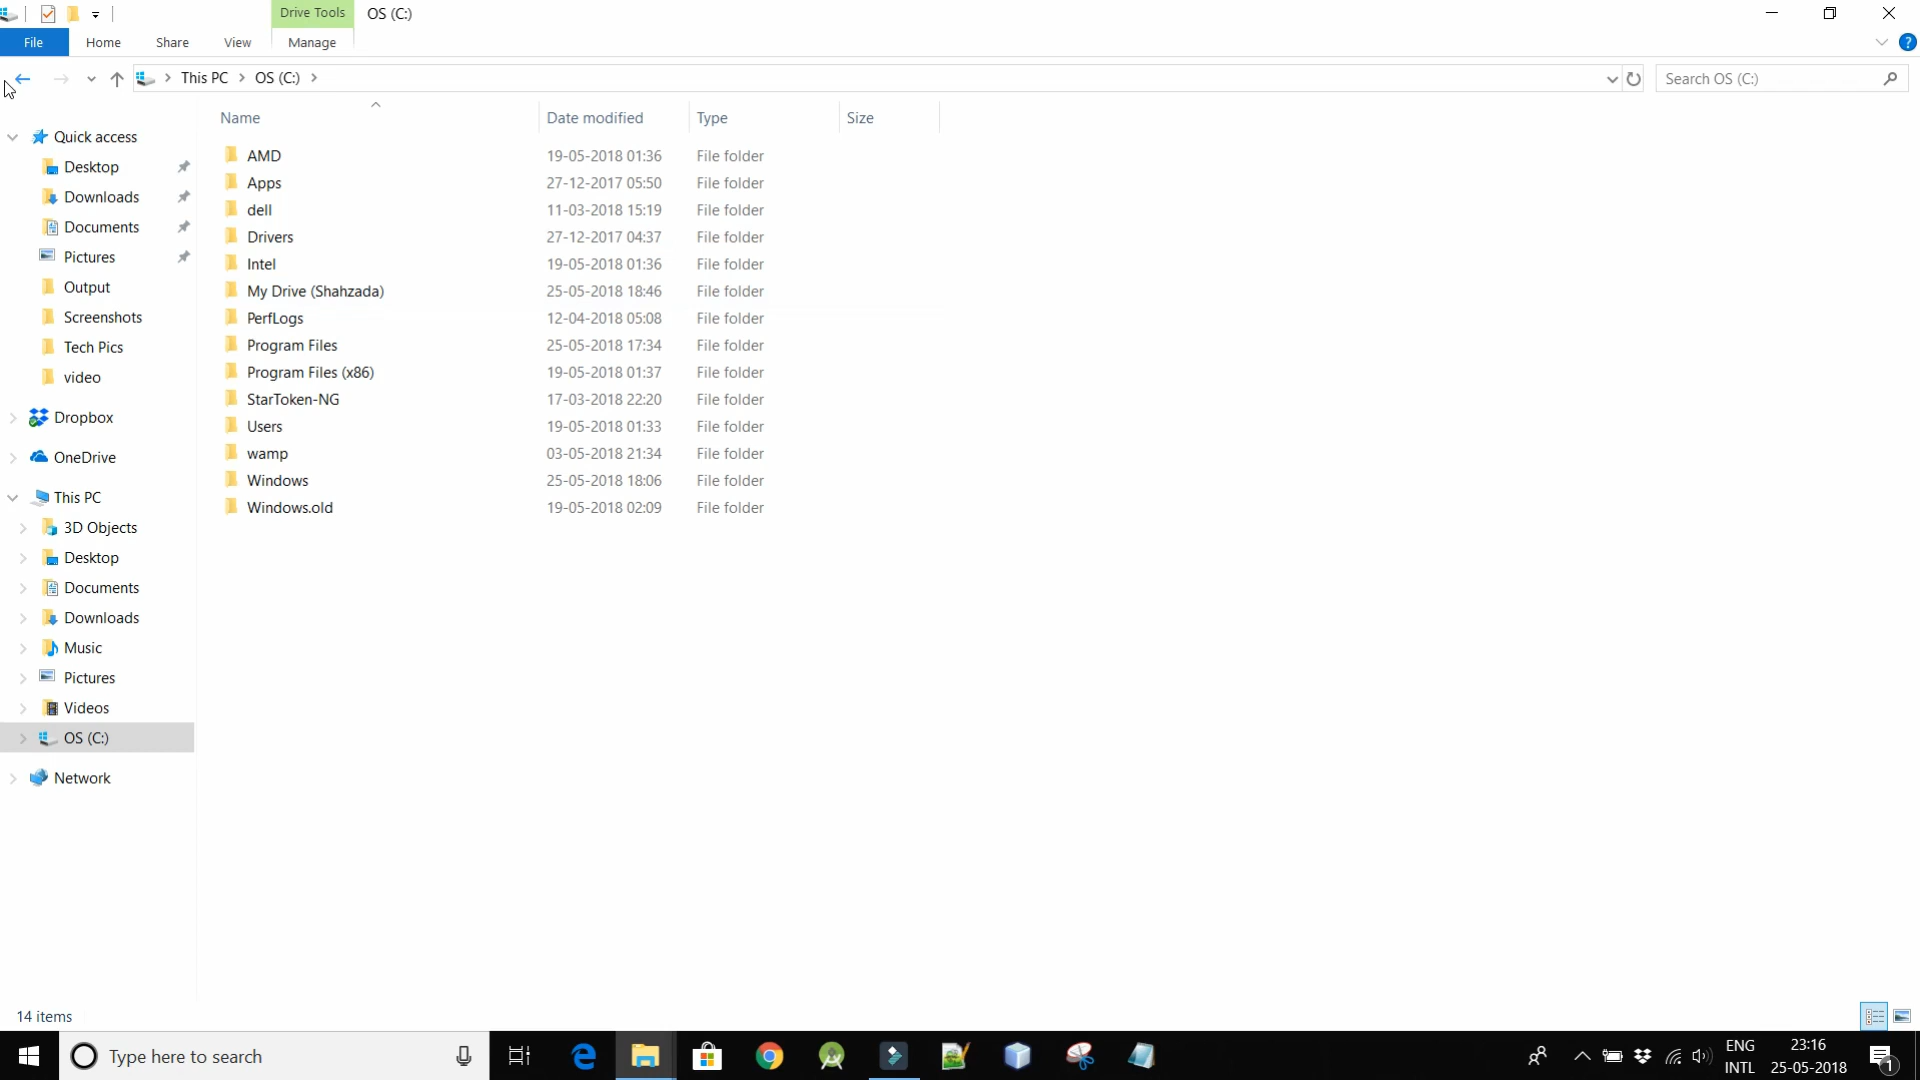 Drive Tools OS (C:)
File Home Share View Manage
This PC OS (C:) Search OS (C:)
Name Date modified Type Size
Quick access
Desktop
Downloads
Documents
Pictures
Output
Screenshots
Tech Pics
video
Dropbox
OneDrive
This PC
3D Objects
Desktop
Documents
Downloads
Music
Pictures
Videos
OS (C:)
Network
AMD 19-05-2018 01:36 File folder
Apps 27-12-2017 05:50 File folder
dell 11-03-2018 15:19 File folder
Drivers 27-12-2017 04:37 File folder
Intel 19-05-2018 01:36 File folder
My Drive (Shahzada) 25-05-2018 18:46 File folder
PerfLogs 12-04-2018 05:08 File folder
Program Files 25-05-2018 17:34 File folder
Program Files (x86) 19-05-2018 01:37 File folder
StarToken-NG 17-03-2018 22:20 File folder
Users 19-05-2018 01:33 File folder
wamp 03-05-2018 21:34 File folder
Windows 25-05-2018 18:06 File folder
Windows.old 19-05-2018 02:09 File folder
14 items
Type here to search
ENG
INTL
23:16
25-05-2018
1